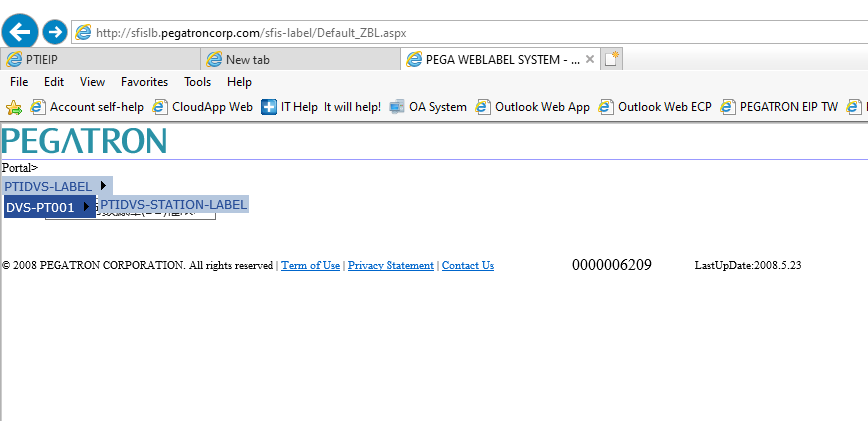 http://sfislb.pegatroncorp.com/sfis-label/Default_ZBL.aspx
PTIEIP New tab PEGA WEBLABEL SYSTEM - ...
File Edit View Favorites Tools Help
Account self-help CloudApp Web IT Help It will help! OA System Outlook Web App Outlook Web ECP PEGATRON EIP TW
PEGATRON
Portal>
PTIDVS-LABEL
DVS-PT001 PTIDVS-STATION-LABEL
© 2008 PEGATRON CORPORATION. All rights reserved | Term of Use | Privacy Statement | Contact Us 0000006209 LastUpDate:2008.5.23